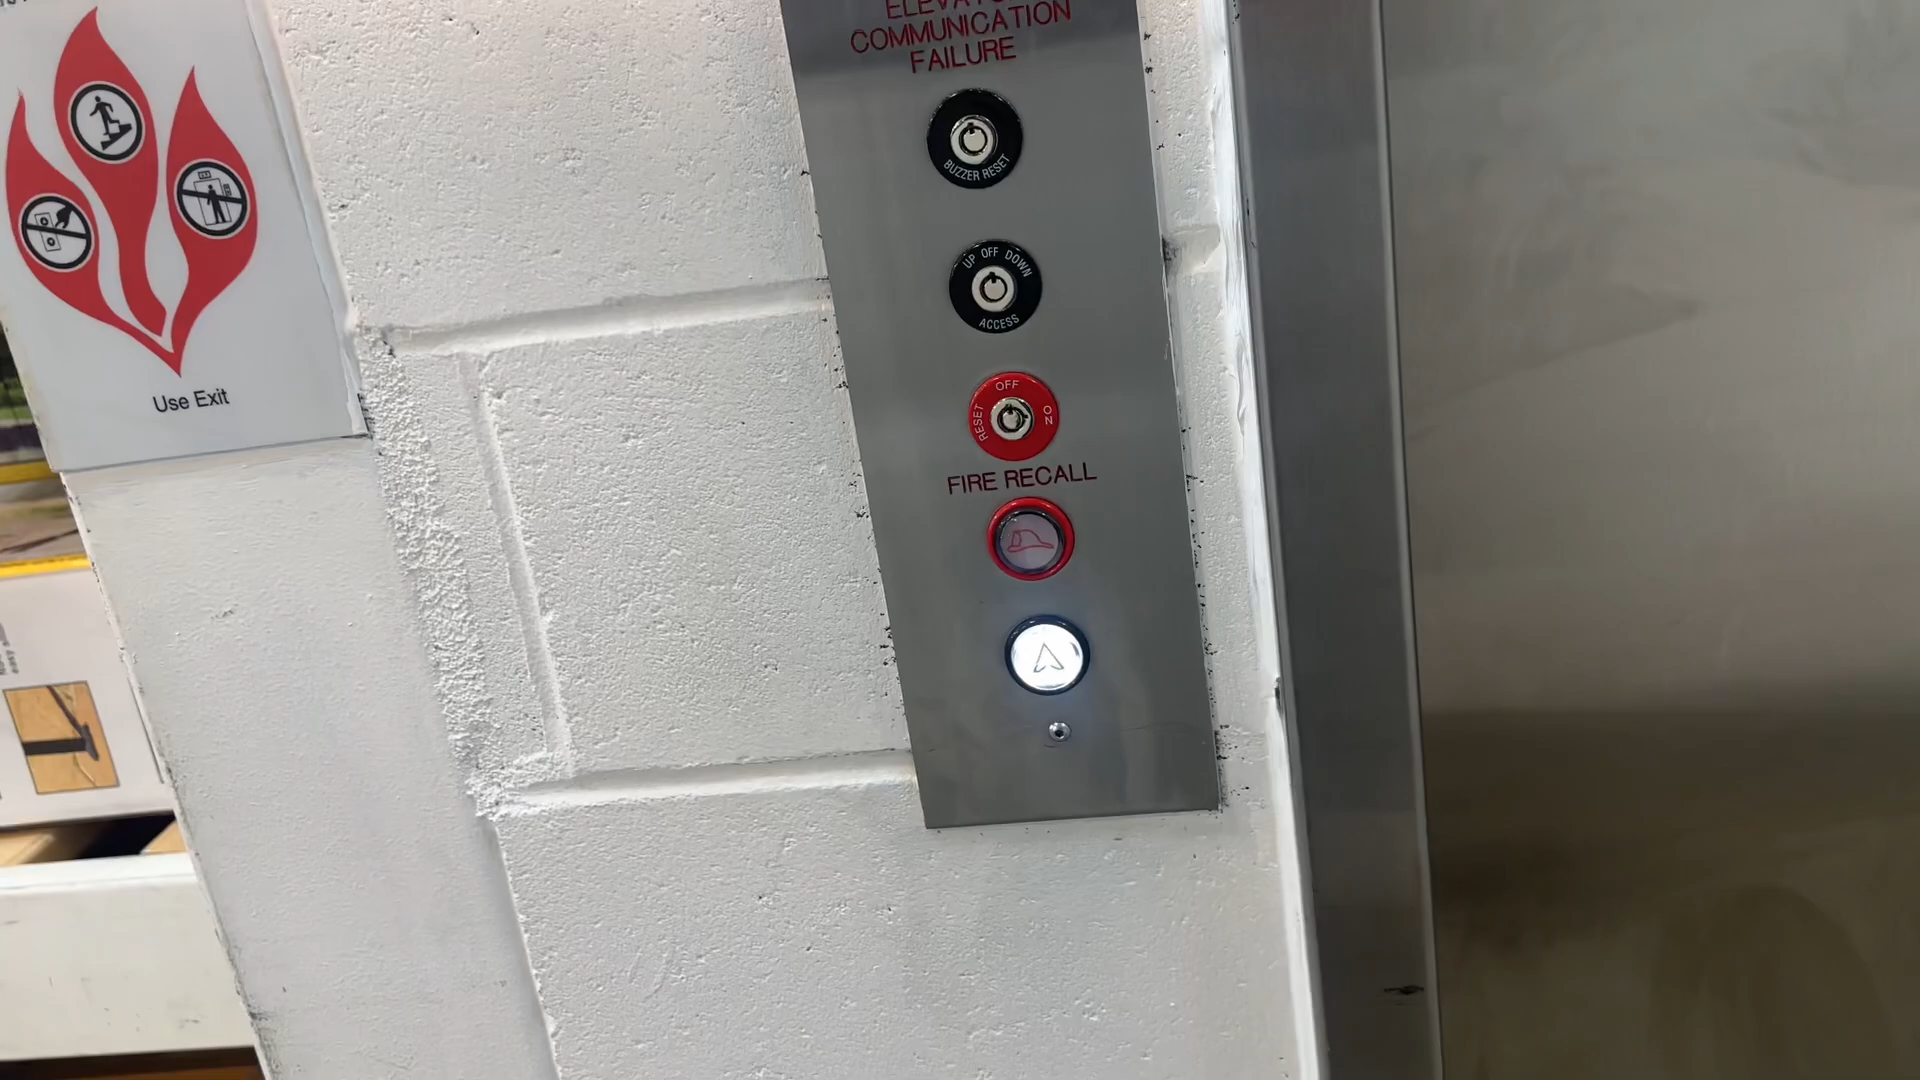 Use Exit
COMMUNICATION
FAILURE
BUZZER RESET
UP OFF DOWN
ACCESS
OFF
RESET
ON
FIRE RECALL